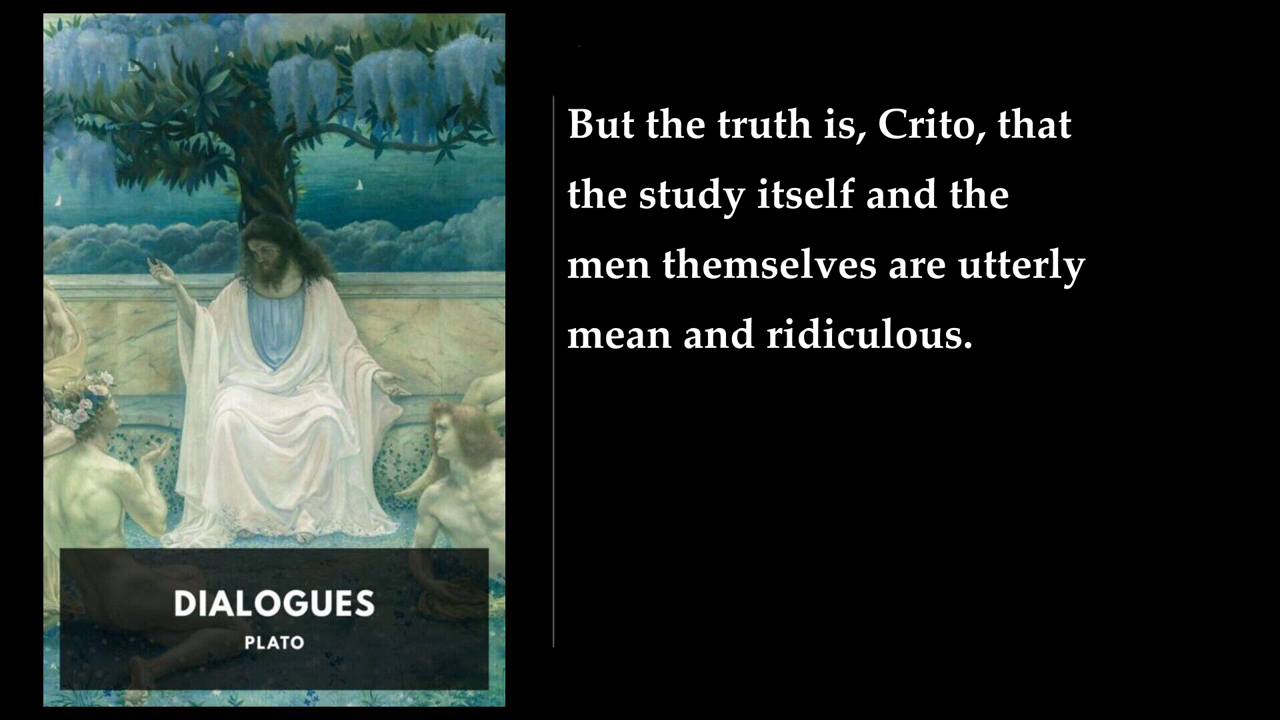 But the truth is, Crito, that
the study itself and the
men themselves are utterly
mean and ridiculous.
DIALOGUES
PLATO